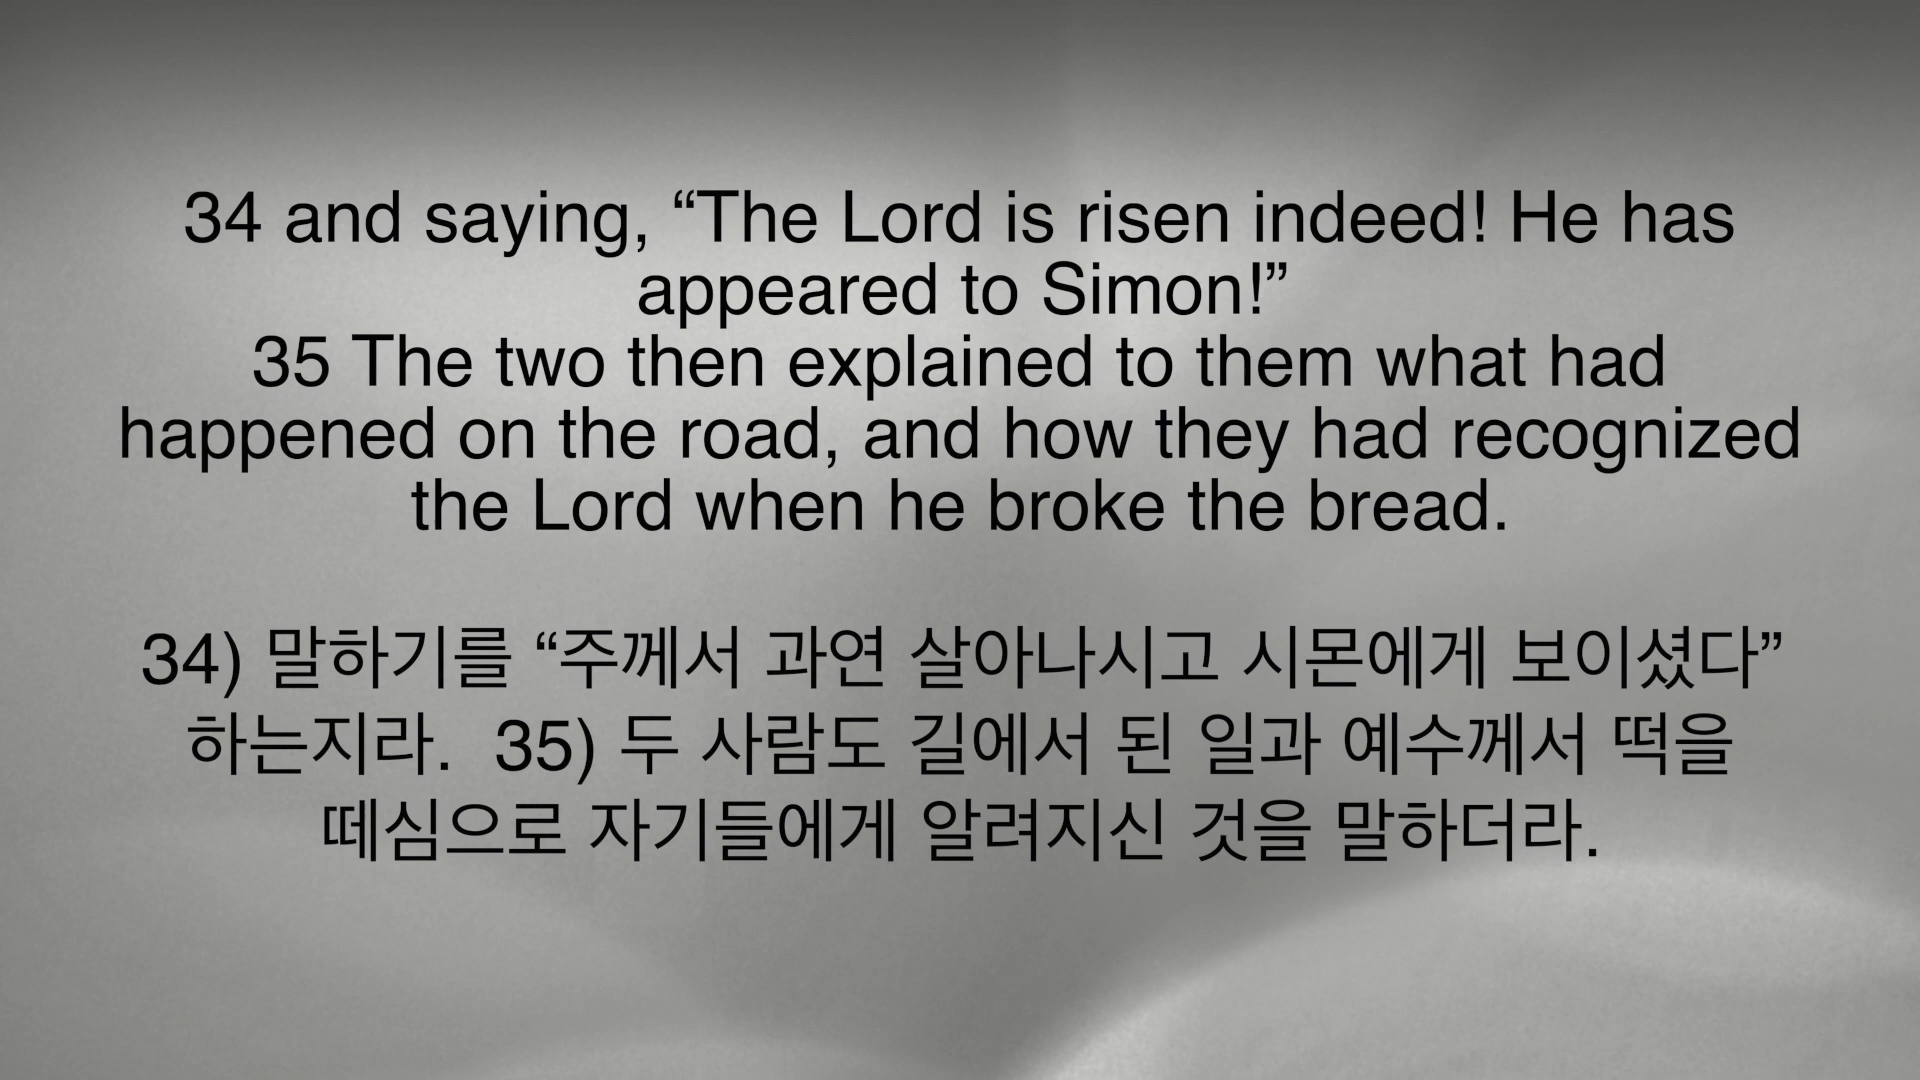 34 and saying, “The Lord is risen indeed! He has
appeared to Simon!”
35 The two then explained to them what had
happened on the road, and how they had recognized
the Lord when he broke the bread.
34) 말하기를 “주께서 과연 살아나시고 시몬에게 보이셨다”
하는지라.  35) 두 사람도 길에서 된 일과 예수께서 떡을
떼심으로 자기들에게 알려지신 것을 말하더라.